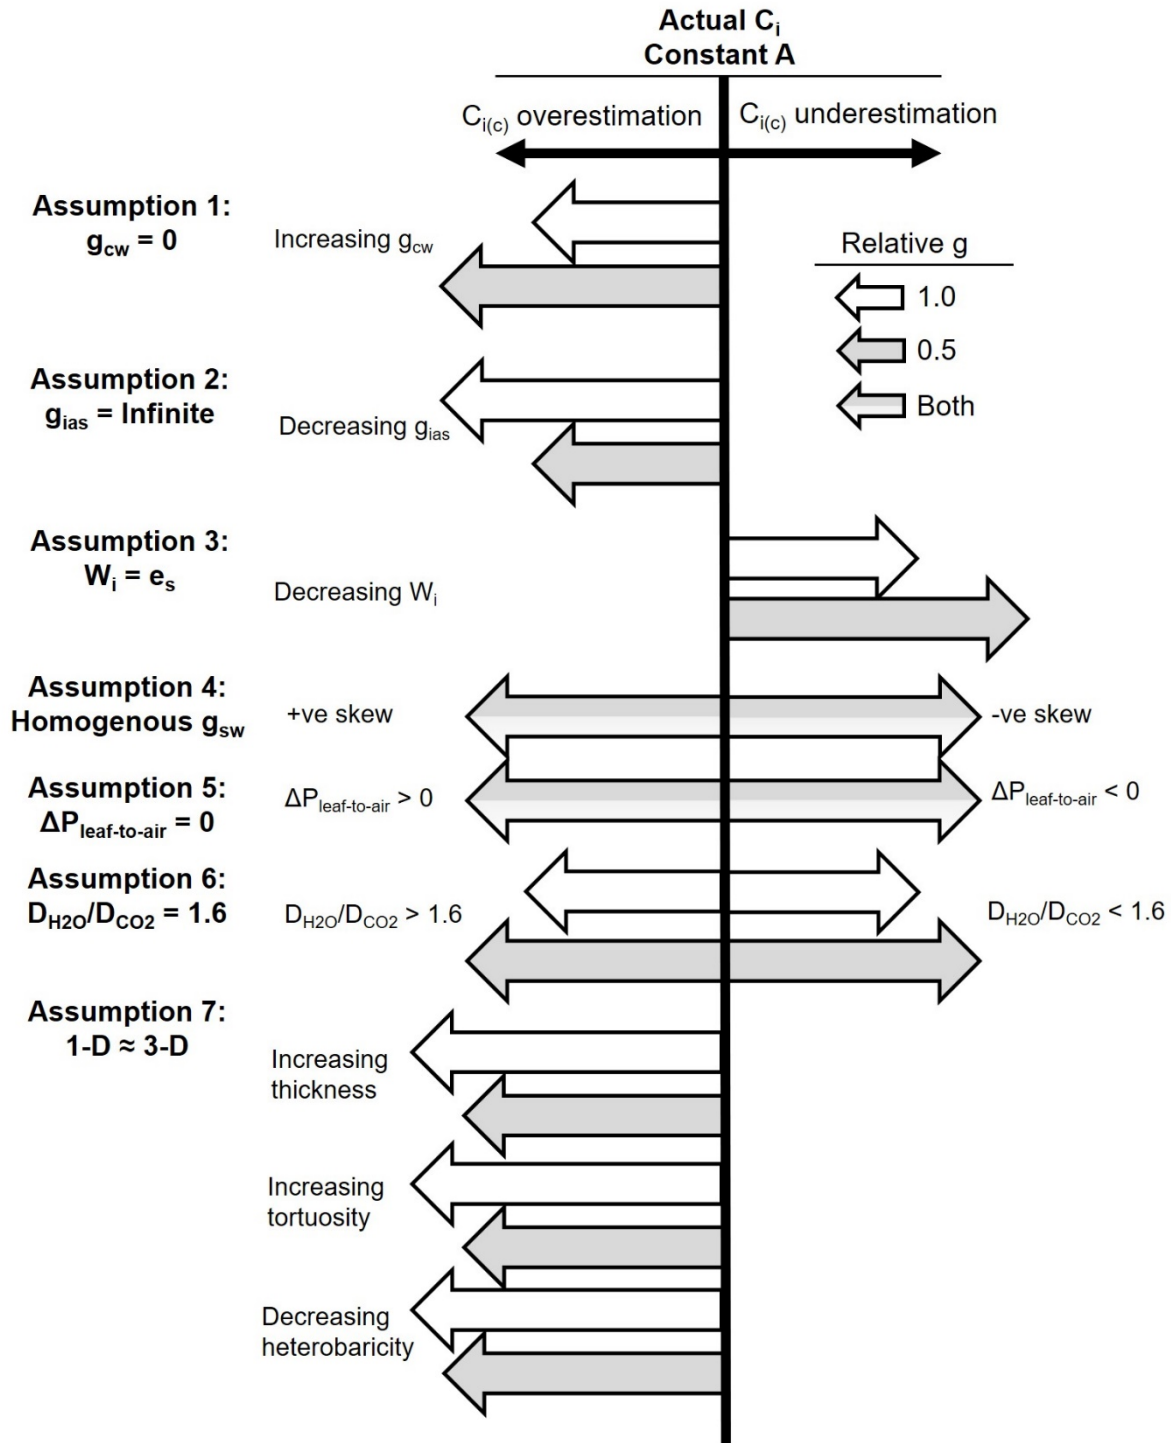 Actual Ci
Constant A
Ci(c) overestimation
Ci(c) underestimation
Assumption 1:
gcw = 0
Increasing gcw
Relative g
1.0
0.5
Both
Assumption 2:
gias = Infinite
Decreasing gias
Assumption 3:
Wi = es
Decreasing Wi
Assumption 4:
Homogenous gsw
+ve skew
-ve skew
Assumption 5:
ΔPleaf-to-air = 0
ΔPleaf-to-air > 0
ΔPleaf-to-air < 0
Assumption 6:
DH2O/DCO2 = 1.6
DH2O/DCO2 > 1.6
DH2O/DCO2 < 1.6
Assumption 7:
1-D ≈ 3-D
Increasing
thickness
Increasing
tortuosity
Decreasing
heterobaricity